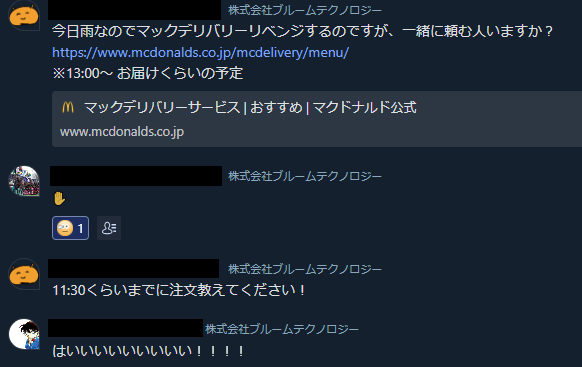 株式会社ブルームテクノロジー
今日雨なのでマックデリバリーリベンジするのですが、一緒に頼む人いますか？
https://www.mcdonalds.co.jp/mcdelivery/menu/
※13:00～ お届けくらいの予定
マックデリバリーサービス | おすすめ | マクドナルド公式
www.mcdonalds.co.jp
株式会社ブルームテクノロジー
✋
1
株式会社ブルームテクノロジー
11:30くらいまでに注文教えてください！
株式会社ブルームテクノロジー
はいいいいいいいいい！！！！